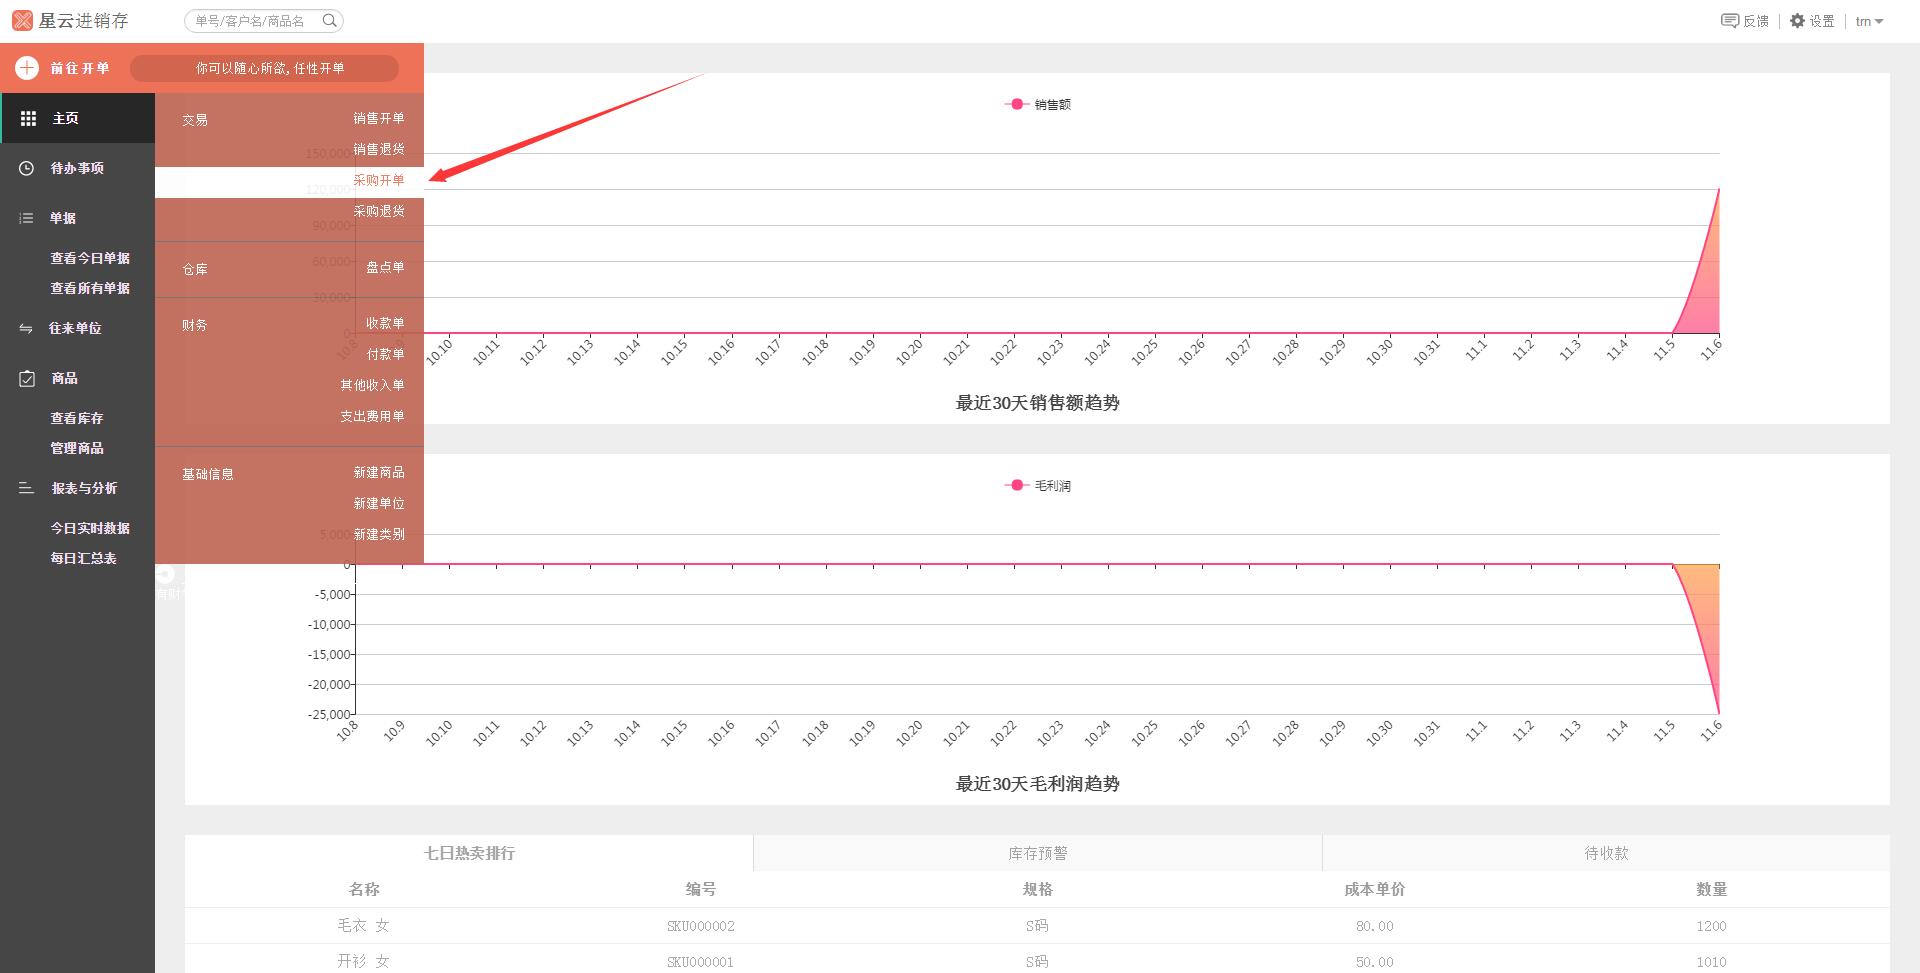 星云进销存
单号/客户名/商品名
反馈
设置
trn
前往开单
你可以随心所欲,任性开单
主页
待办事项
单据
查看今日单据
查看所有单据
往来单位
商品
查看库存
管理商品
报表与分析
今日实时数据
每日汇总表
交易
销售开单
销售退货
采购开单
采购退货
仓库
盘点单
财务
收款单
付款单
其他收入单
支出费用单
基础信息
新建商品
新建单位
新建类别
销售额
150,000
120,000
90,000
60,000
30,000
0
10.8 10.10 10.11 10.12 10.13 10.14 10.15 10.16 10.17 10.18 10.19 10.20 10.21 10.22 10.23 10.24 10.25 10.26 10.27 10.28 10.29 10.30 10.31 11.1 11.2 11.3 11.4 11.5 11.6
最近30天销售额趋势
毛利润
5,000
0
-5,000
-10,000
-15,000
-20,000
-25,000
10.8 10.9 10.10 10.11 10.12 10.13 10.14 10.15 10.16 10.17 10.18 10.19 10.20 10.21 10.22 10.23 10.24 10.25 10.26 10.27 10.28 10.29 10.30 10.31 11.1 11.2 11.3 11.4 11.5 11.6
最近30天毛利润趋势
七日热卖排行 库存预警 待收款
名称 编号 规格 成本单价 数量
毛衣 女 SKU000002 S码 80.00 1200
开衫 女 SKU000001 S码 50.00 1010